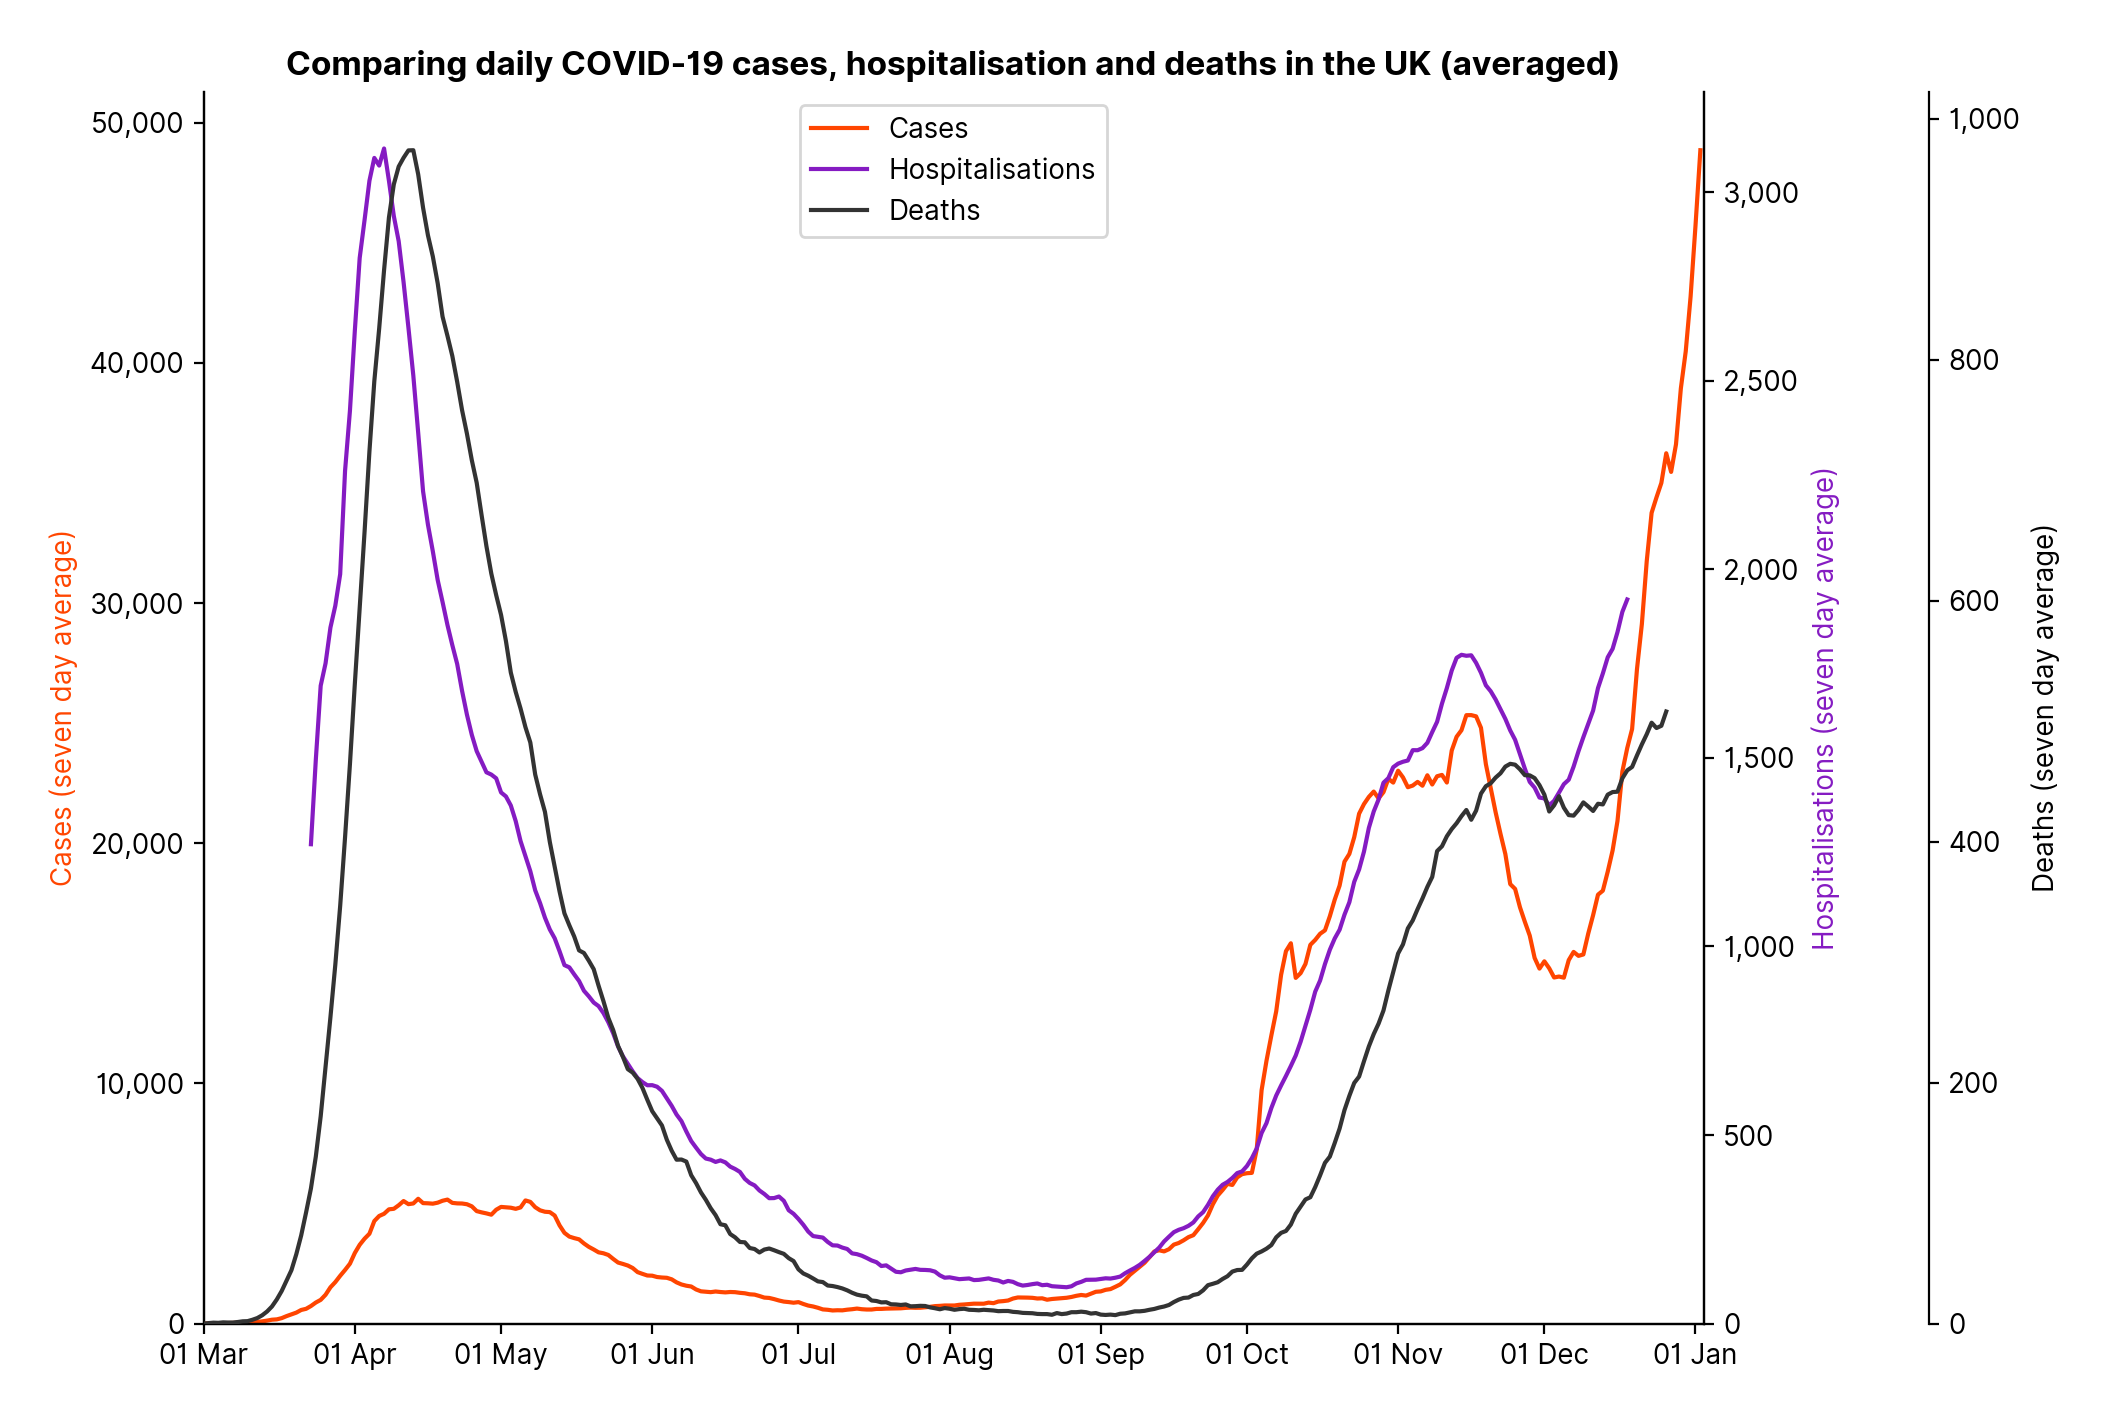 Comparing daily COVID-19 cases, hospitalisation and deaths in the UK (averaged)
Cases
Hospitalisations
Deaths
Cases (seven day average)
50,000
40,000
30,000
20,000
10,000
0
01 Mar
01 Apr
01 May
01 Jun
01 Jul
01 Aug
01 Sep
01 Oct
01 Nov
01 Dec
01 Jan
3,000
2,500
2,000
1,500
1,000
500
0
Hospitalisations (seven day average)
1,000
800
600
400
200
0
Deaths (seven day average)